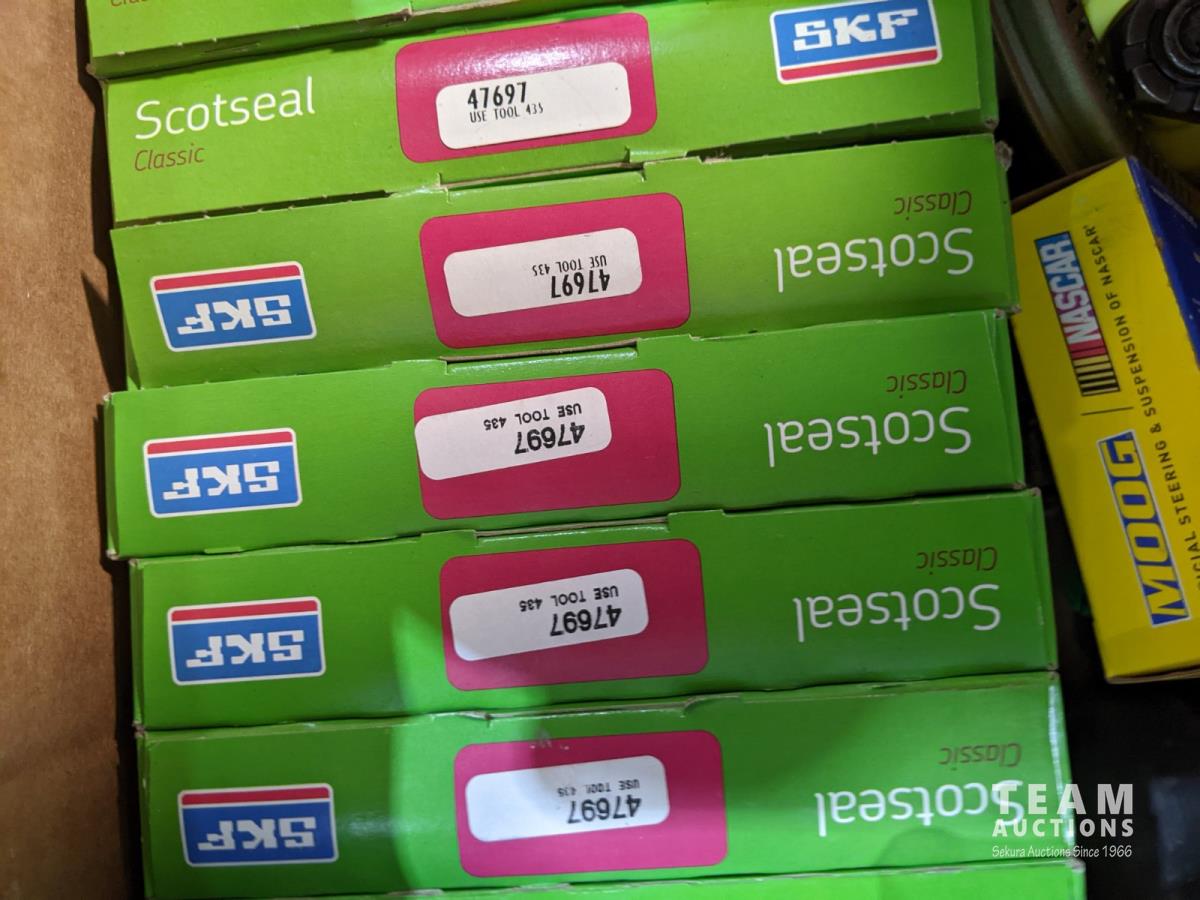 Clas
Scotseal
Classic
47697
USE TOOL 435
SKF
Classic
Scotseal
47697
USE TOOL 435
SKF
Classic
Scotseal
47697
USE TOOL 435
SKF
Classic
Scotseal
47697
USE TOOL 435
SKF
Classic
Scotseal
47697
USE TOOL 435
SKF
NASCAR
MOOG
CIAL STEERING & SUSPENSION OF NASCAR
TEAM
AUCTIONS
Sekura Auctions Since 1966